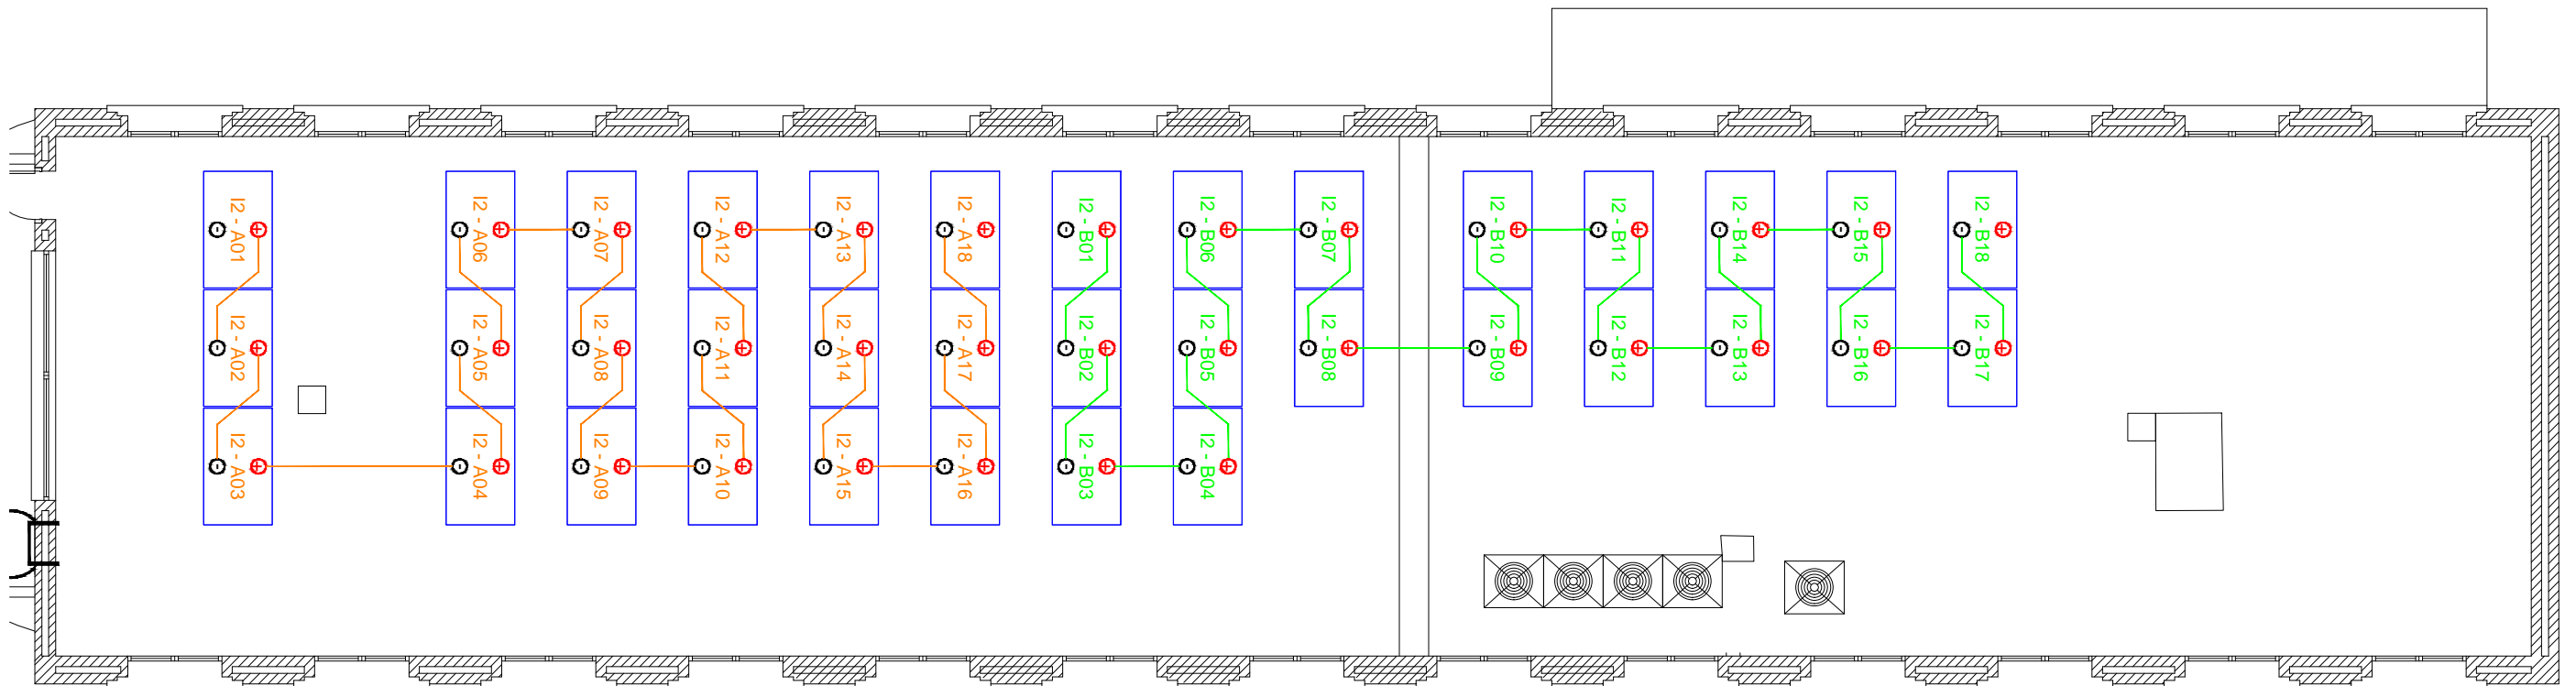 I2 - A01
I2 - A06
I2 - A07
I2 - A12
I2 - A13
I2 - A18
I2 - B01
I2 - B06
I2 - B07
I2 - B10
I2 - B11
I2 - B14
I2 - B15
I2 - B18
I2 - A02
I2 - A05
I2 - A08
I2 - A11
I2 - A14
I2 - A17
I2 - B02
I2 - B05
I2 - B08
I2 - B09
I2 - B12
I2 - B13
I2 - B16
I2 - B17
I2 - A03
I2 - A04
I2 - A09
I2 - A10
I2 - A15
I2 - A16
I2 - B03
I2 - B04